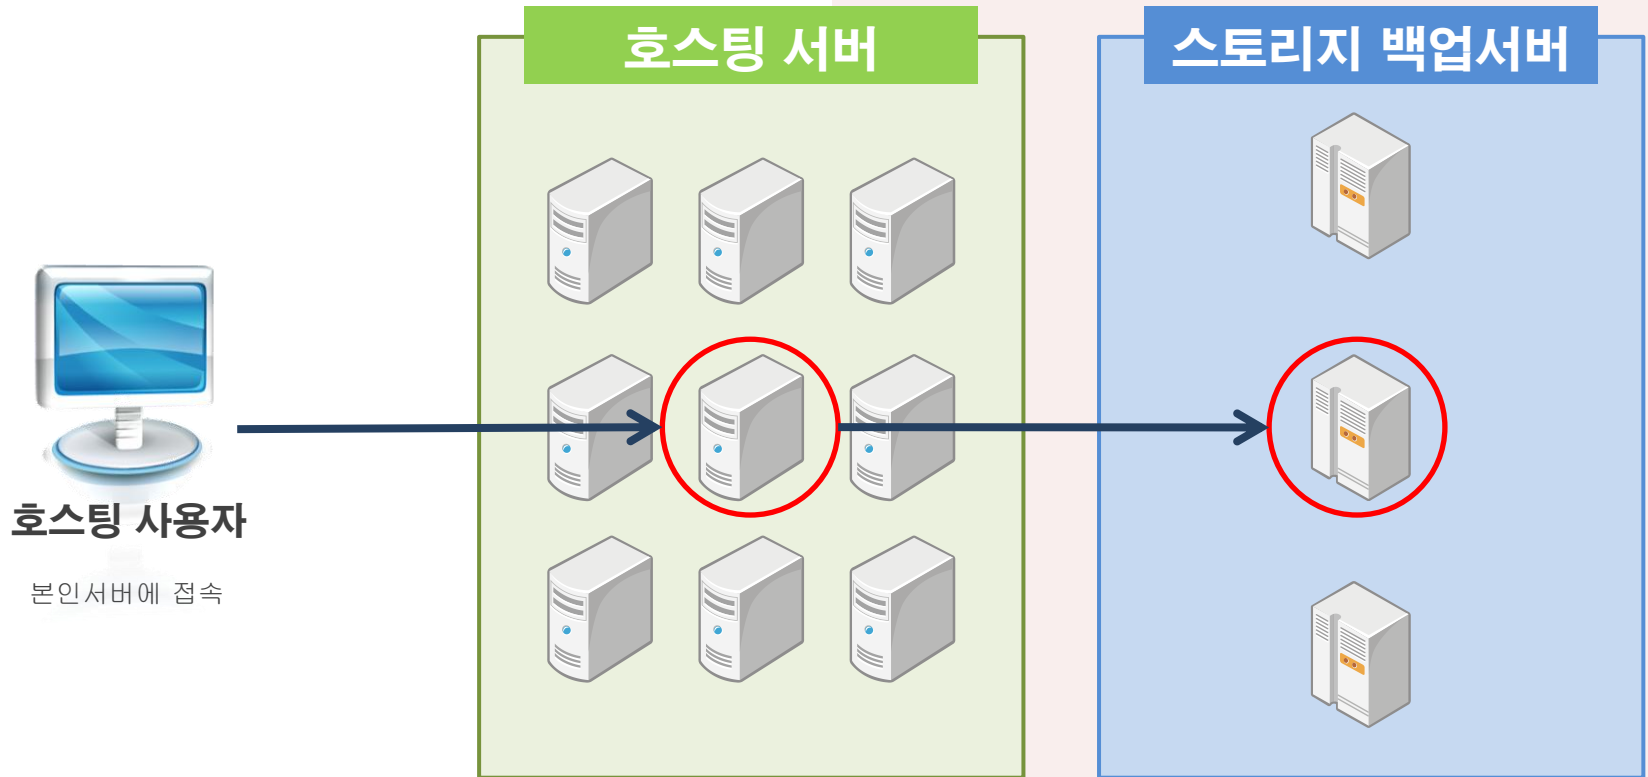 호스팅 서버
스토리지 백업서버
호스팅 사용자
본인서버에 접속